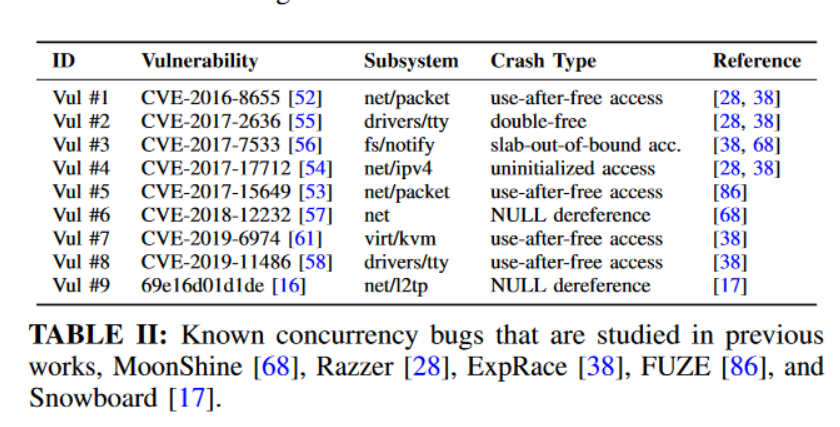 ID Vulnerability Subsystem Crash Type Reference
Vul #1 CVE-2016-8655 [52] net/packet use-after-free access [28, 38]
Vul #2 CVE-2017-2636 [55] drivers/tty double-free [28, 38]
Vul #3 CVE-2017-7533 [56] fs/notify slab-out-of-bound acc. [38, 68]
Vul #4 CVE-2017-17712 [54] net/ipv4 uninitialized access [28, 38]
Vul #5 CVE-2017-15649 [53] net/packet use-after-free access [86]
Vul #6 CVE-2018-12232 [57] net NULL dereference [68]
Vul #7 CVE-2019-6974 [61] virt/kvm use-after-free access [38]
Vul #8 CVE-2019-11486 [58] drivers/tty use-after-free access [38]
Vul #9 69e16d01d1de [16] net/l2tp NULL dereference [17]
TABLE II: Known concurrency bugs that are studied in previous
works, MoonShine [68], Razzer [28], ExpRace [38], FUZE [86], and
Snowboard [17].